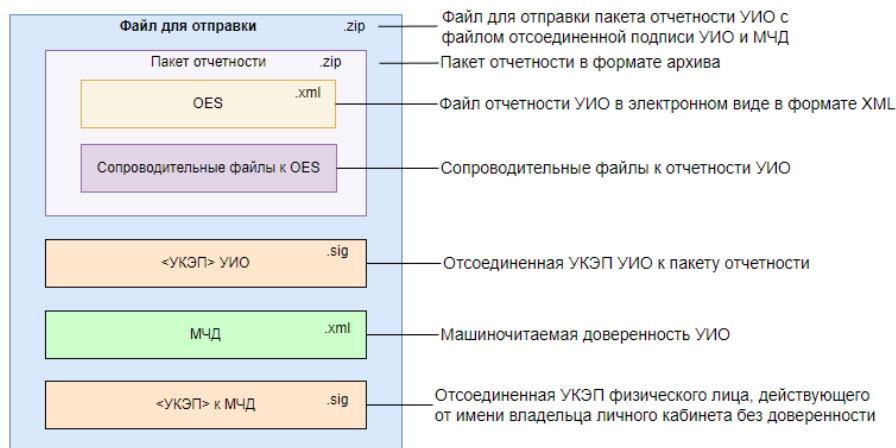 Файл для отправки .zip
Файл для отправки пакета отчетности УИО с
файлом отсоединенной подписи УИО и МЧД
Пакет отчетности .zip
Пакет отчетности в формате архива
OES .xml
Файл отчетности УИО в электронном виде в формате XML
Сопроводительные файлы к OES
Сопроводительные файлы к отчетности УИО
<УКЭП> УИО .sig
Отсоединенная УКЭП УИО к пакету отчетности
МЧД .xml
Машиночитаемая доверенность УИО
<УКЭП> к МЧД .sig
Отсоединенная УКЭП физического лица, действующего
от имени владельца личного кабинета без доверенности